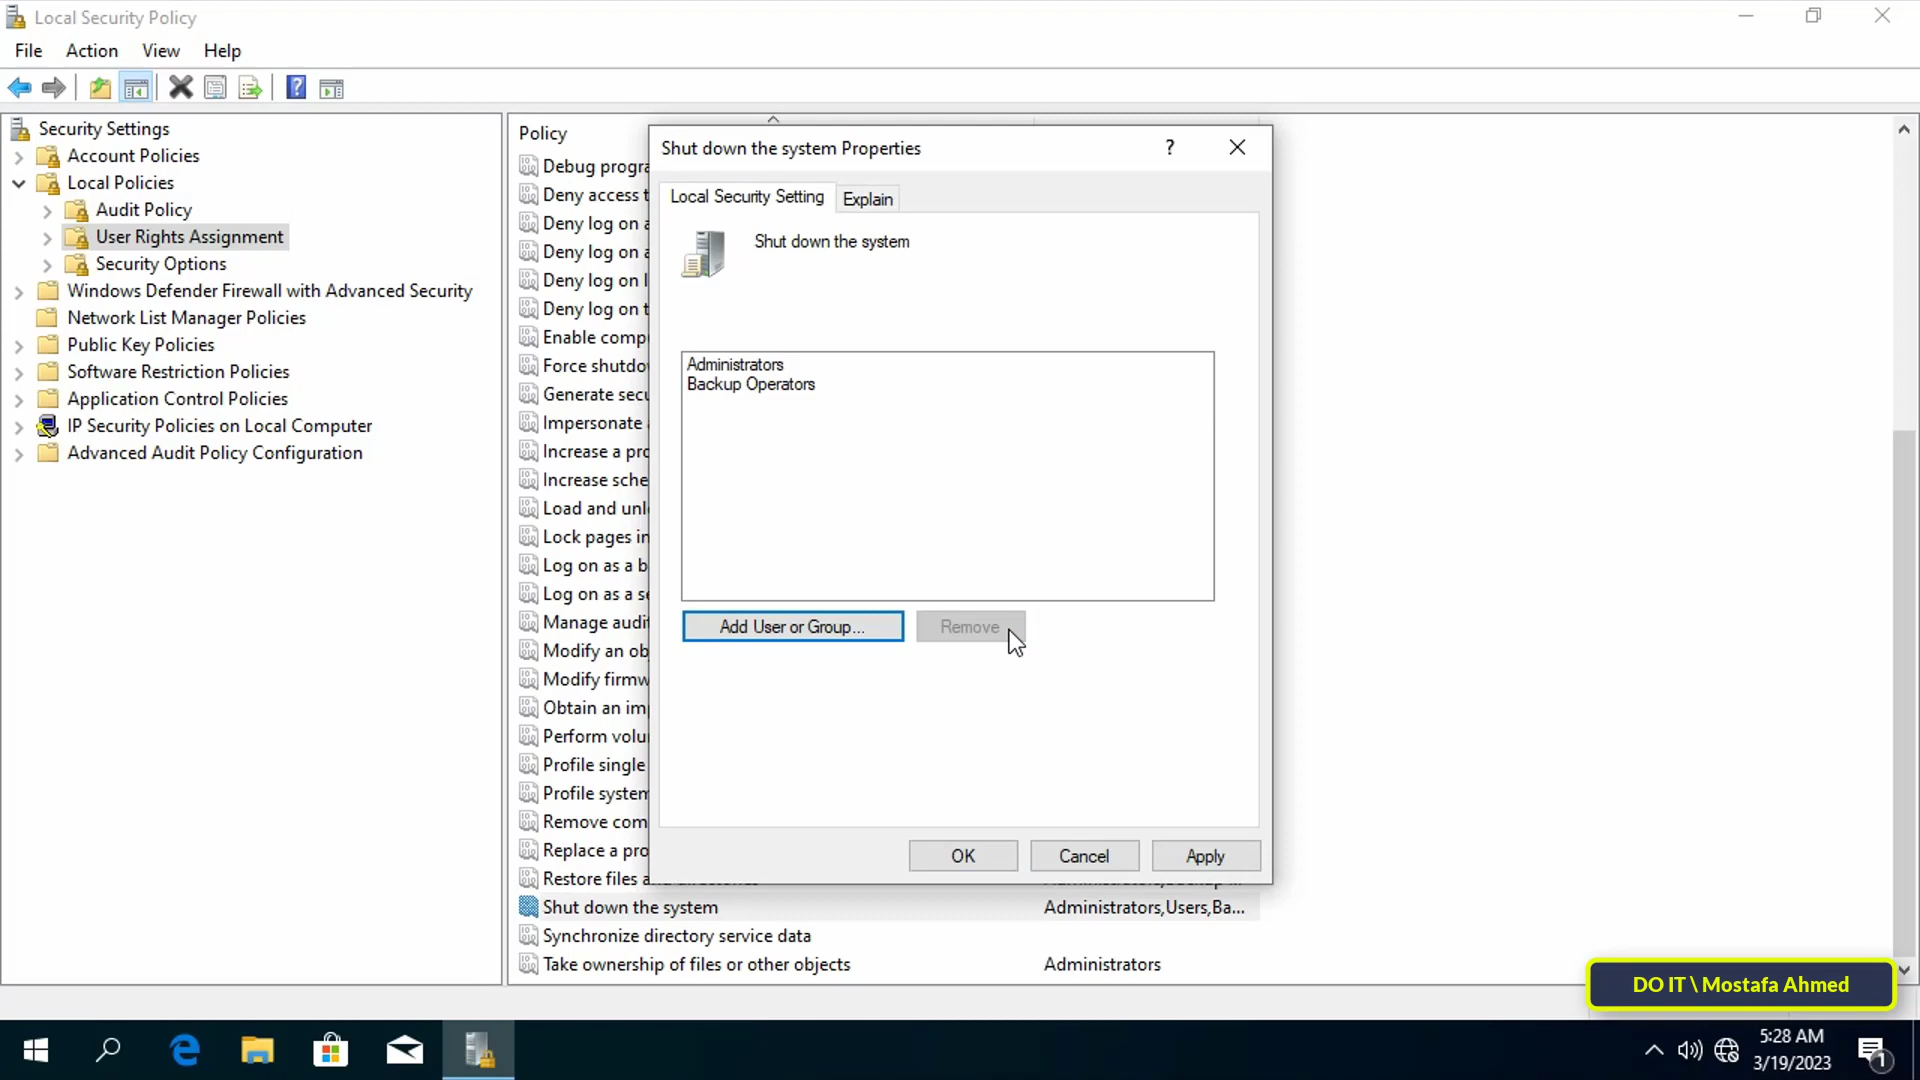 Local Security Policy
File Action View Help
Security Settings
Account Policies
Local Policies
Audit Policy
User Rights Assignment
Security Options
Windows Defender Firewall with Advanced Security
Network List Manager Policies
Public Key Policies
Software Restriction Policies
Application Control Policies
IP Security Policies on Local Computer
Advanced Audit Policy Configuration
Policy
Debug progra
Deny access t
Deny log on a
Deny log on a
Deny log on l
Deny log on t
Enable compu
Force shutdo
Generate secu
Impersonate
Increase a pro
Increase sche
Load and unl
Lock pages in
Log on as a b
Log on as a se
Manage audi
Modify an ob
Modify firmw
Obtain an im
Perform volu
Profile single
Profile system
Remove com
Replace a pro
Restore files and directories
Shut down the system Administrators,Users,Ba...
Synchronize directory service data
Take ownership of files or other objects Administrators
Shut down the system Properties
?
Local Security Setting Explain
Shut down the system
Administrators
Backup Operators
Add User or Group... Remove
OK Cancel Apply
DO IT \ Mostafa Ahmed
5:28 AM
3/19/2023
1